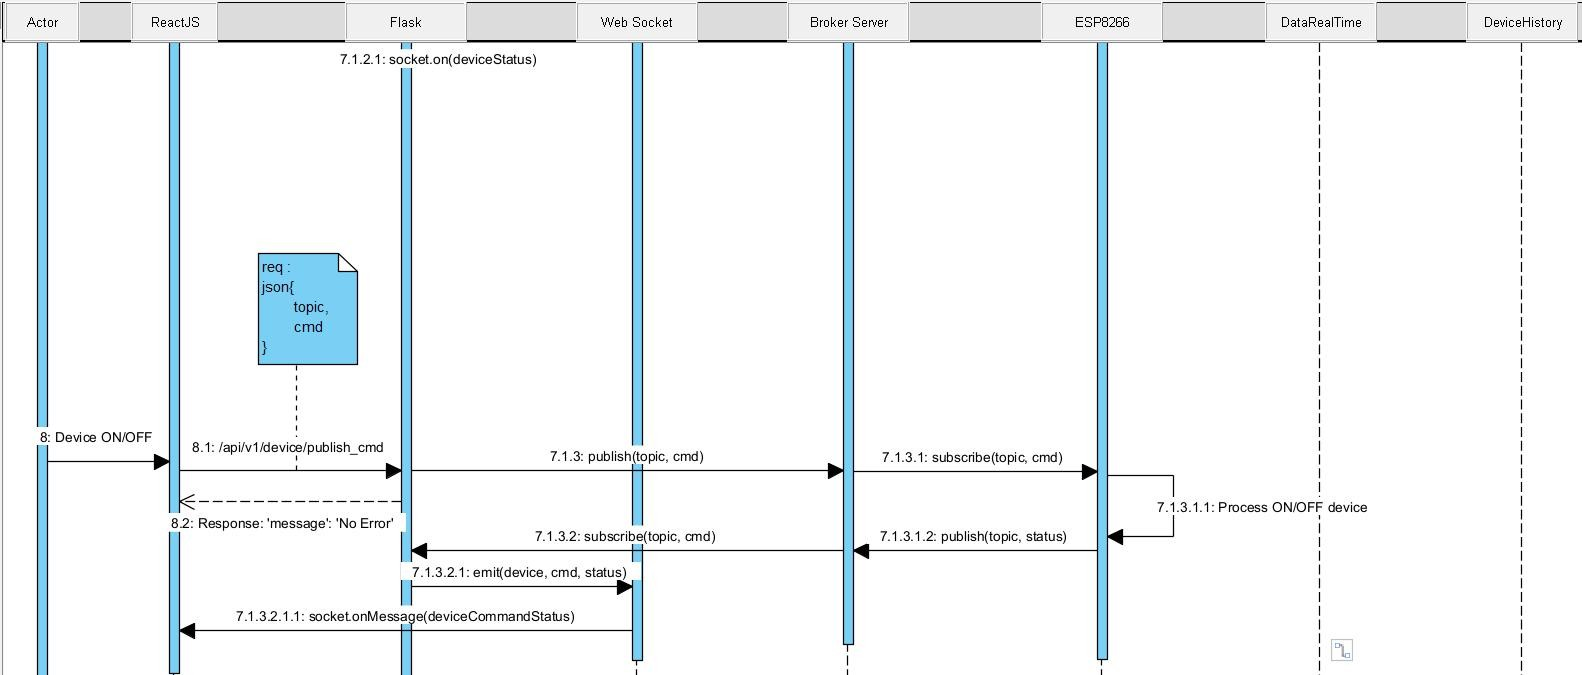 Actor
ReactJS
Flask
Web Socket
Broker Server
ESP8266
DataRealTime
DeviceHistory
7.1.2.1: socket.on(deviceStatus)
req :
json{
topic,
cmd
}
8: Device ON/OFF
8.1: /api/v1/device/publish_cmd
7.1.3: publish(topic, cmd)
7.1.3.1: subscribe(topic, cmd)
7.1.3.1.1: Process ON/OFF device
8.2: Response: 'message': 'No Error'
7.1.3.2: subscribe(topic, cmd)
7.1.3.1.2: publish(topic, status)
7.1.3.2.1: emit(device, cmd, status)
7.1.3.2.1.1: socket.onMessage(deviceCommandStatus)